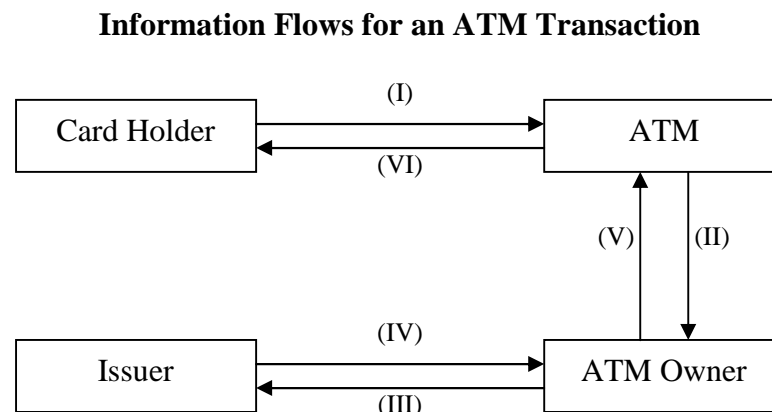 Information Flows for an ATM Transaction
(I)
Card Holder
ATM
(VI)
(V)
(II)
(IV)
Issuer
ATM Owner
(III)